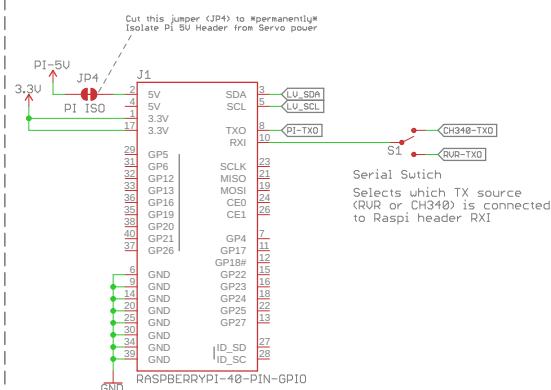 Cut this jumper (JP4) to *permanently*
Isolate Pi 5V Header from Servo power
PI-5V
JP4
J1
3.3V
PI ISO
2 5V
4 5V
1 3.3V
17 3.3V
SDA 3 LV_SDA
SCL 5 LV_SCL
TXO 8 PI-TXO
RXI 10
CH340-TXO
S1
RVR-TXO
29 GP5
31 GP6
32 GP12
33 GP13
36 GP16
35 GP19
38 GP20
40 GP21
37 GP26
SCLK 23
MISO 21
MOSI 19
CE0 24
CE1 26
GP4 7
GP17 11
GP18# 12
GP22 15
GP23 16
GP24 18
GP25 22
GP27 13
ID_SD 27
ID_SC 28
6 GND
9 GND
14 GND
20 GND
25 GND
30 GND
34 GND
39 GND
GND
RASPBERRYPI-40-PIN-GPIO
Serial Swtich
Selects which TX source
(RVR or CH340) is connected
to Raspi header RXI